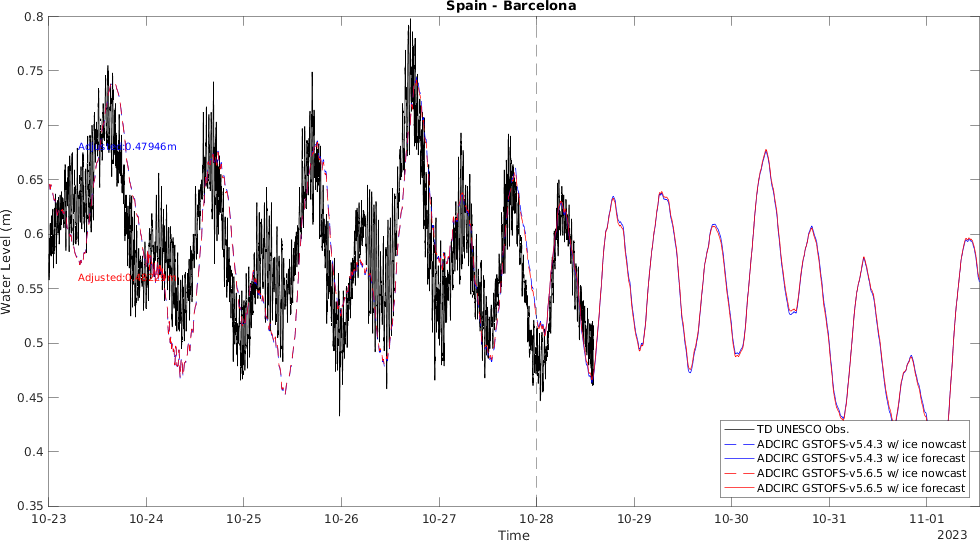 Spain - Barcelona
0.8
0.75
0.7
0.65
0.6
0.55
0.5
0.45
0.4
0.35
Water Level (m)
Adjusted:0.47946m
TD UNESCO Obs.
ADCIRC GSTOFS-v5.4.3 w/ ice nowcast
ADCIRC GSTOFS-v5.4.3 w/ ice forecast
ADCIRC GSTOFS-v5.6.5 w/ ice nowcast
ADCIRC GSTOFS-v5.6.5 w/ ice forecast
10-23 10-24 10-25 10-26 10-27 10-28 10-29 10-30 10-31 11-01
Time
2023